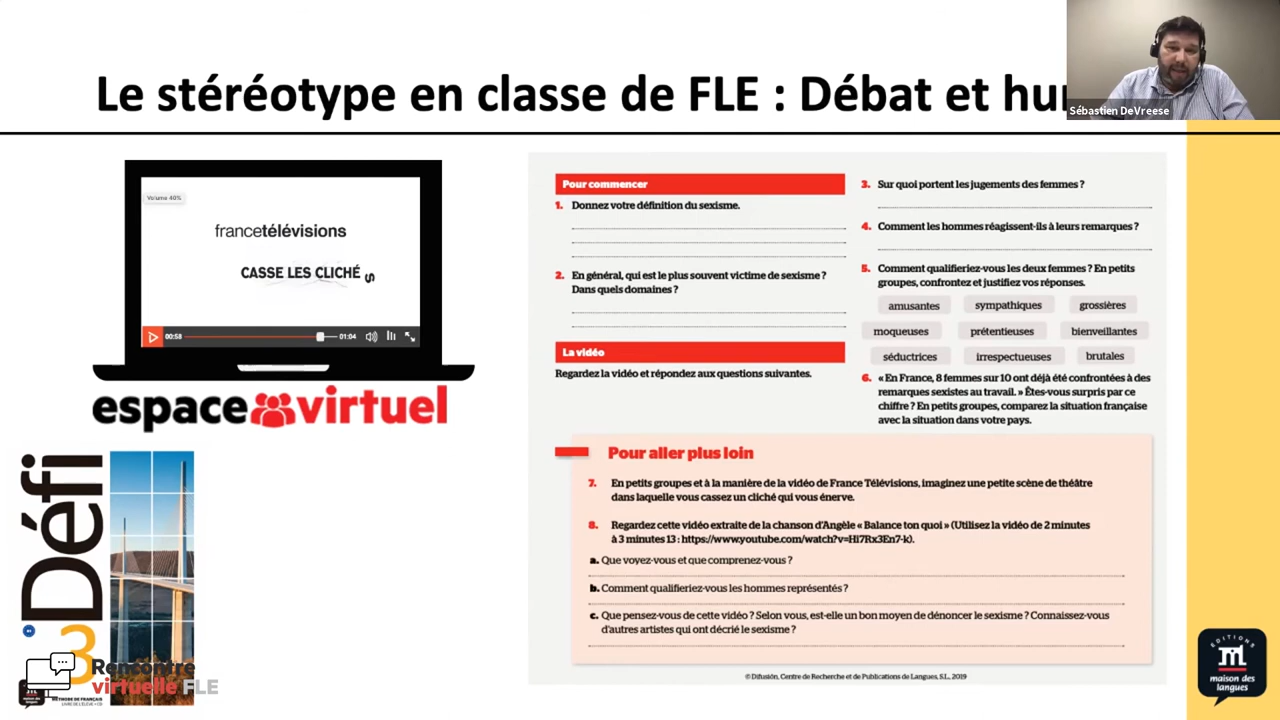 Le stéréotype en classe de FLE : Débat et hu
Sébastien DeVreese
Volume 40%
francetélévisions
CASSE LES CLICHÉS
00:58
01:04
espace virtuel
Défi
3
Rencontre
virtuelle FLE
MÉTHODE DE FRANÇAIS
Pour commencer
1. Donnez votre définition du sexisme.
2. En général, qui est le plus souvent victime de sexisme ?
Dans quels domaines ?
La vidéo
Regardez la vidéo et répondez aux questions suivantes.
3. Sur quoi portent les jugements des femmes ?
4. Comment les hommes réagissent-ils à leurs remarques ?
5. Comment qualifieriez-vous les deux femmes ? En petits
groupes, confrontez et justifiez vos réponses.
amusantes sympathiques grossières
moqueuses prétentieuses bienveillantes
séductrices irrespectueuses brutales
6. « En France, 8 femmes sur 10 ont déjà été confrontées à des
remarques sexistes au travail. » Êtes-vous surpris par ce
chiffre ? En petits groupes, comparez la situation française
avec la situation dans votre pays.
Pour aller plus loin
7. En petits groupes et à la manière de la vidéo de France Télévisions, imaginez une petite scène de théâtre
dans laquelle vous cassez un cliché qui vous énerve.
8. Regardez cette vidéo extraite de la chanson d'Angèle « Balance ton quoi » (Utilisez la vidéo de 2 minutes
à 3 minutes 13 : https://www.youtube.com/watch?v=Hi7Rx3En7-k).
a. Que voyez-vous et que comprenez-vous ?
b. Comment qualifieriez-vous les hommes représentés ?
c. Que pensez-vous de cette vidéo ? Selon vous, est-elle un bon moyen de dénoncer le sexisme ? Connaissez-vous
d'autres artistes qui ont décrié le sexisme ?
© Difusión, Centre de Recherche et de Publications de Langues, S.L., 2019
ÉDITIONS
maison des
langues